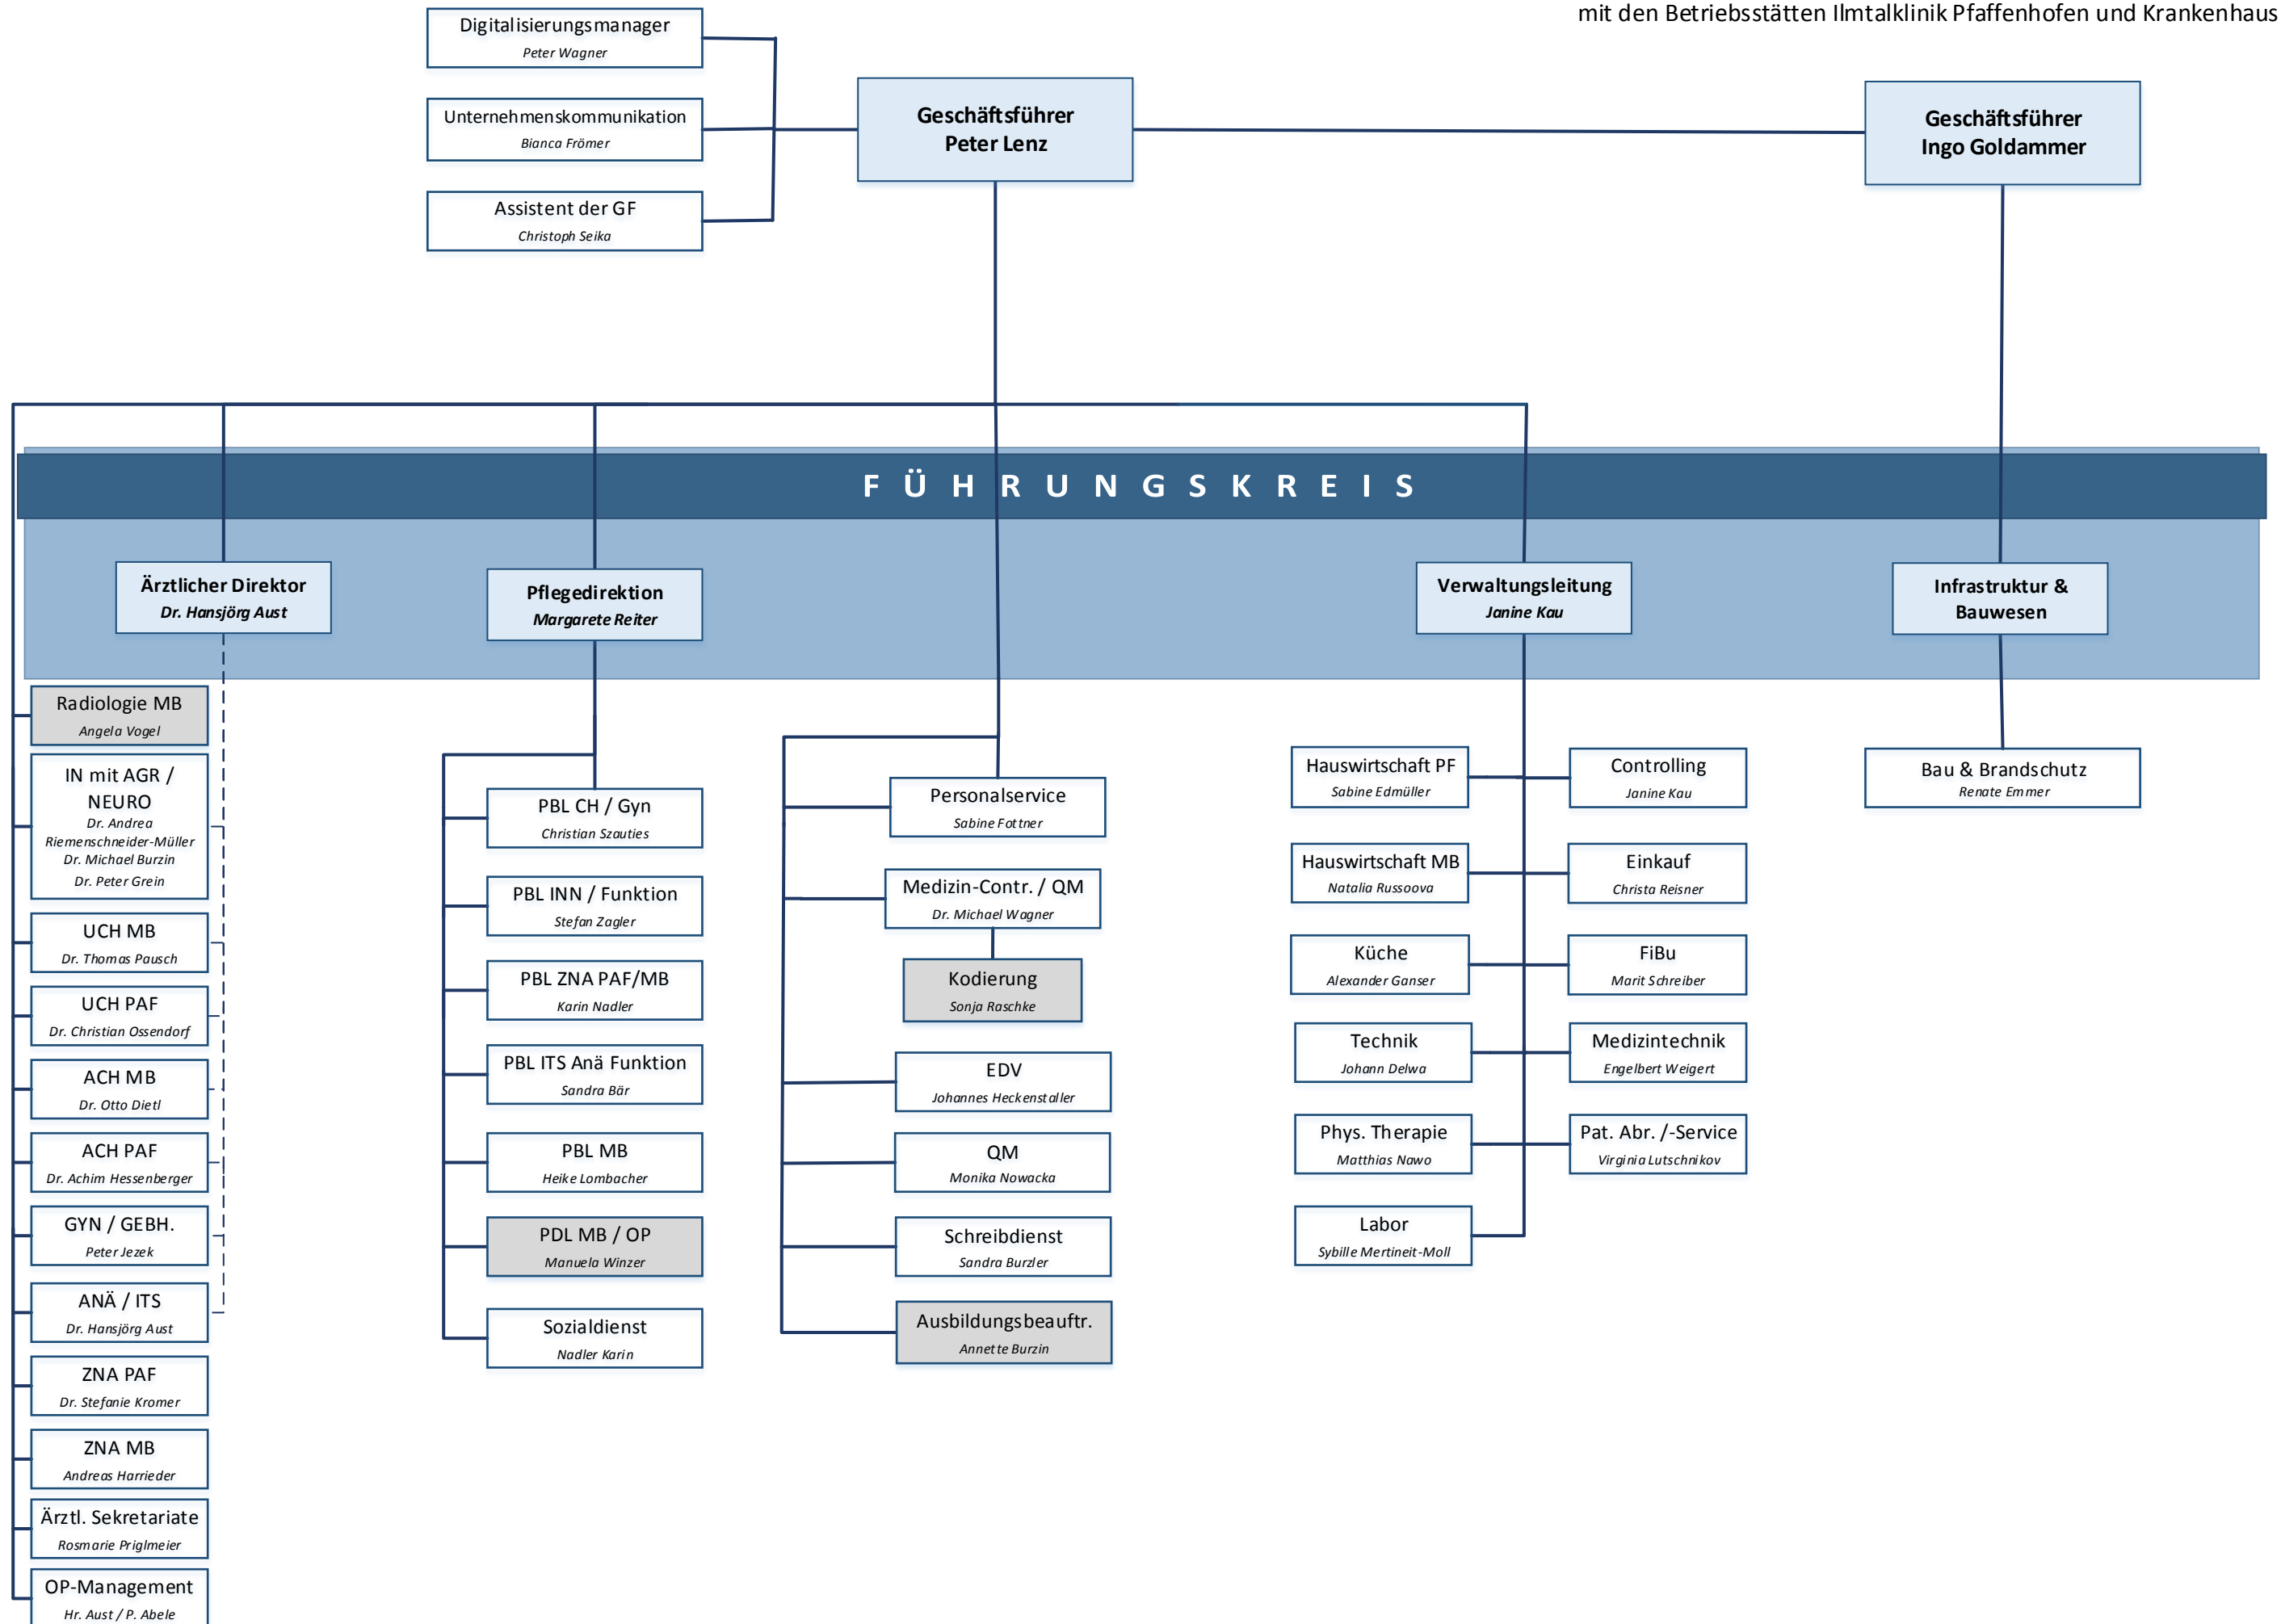 mit den Betriebsstätten Ilmtalklinik Pfaffenhofen und Krankenhaus
Digitalisierungsmanager
Peter Wagner
Unternehmenskommunikation
Bianca Frömer
Assistent der GF
Christoph Seika
Geschäftsführer
Peter Lenz
Geschäftsführer
Ingo Goldammer
FÜHRUNGSKREIS
Ärztlicher Direktor
Dr. Hansjörg Aust
Pflegedirektion
Margarete Reiter
Verwaltungsleitung
Janine Kau
Infrastruktur &
Bauwesen
Radiologie MB
Angela Vogel
IN mit AGR /
NEURO
Dr. Andrea
Riemenschneider-Müller
Dr. Michael Burzin
Dr. Peter Grein
UCH MB
Dr. Thomas Pausch
UCH PAF
Dr. Christian Ossendorf
ACH MB
Dr. Otto Dietl
ACH PAF
Dr. Achim Hessenberger
GYN / GEBH.
Peter Jezek
ANÄ / ITS
Dr. Hansjörg Aust
ZNA PAF
Dr. Stefanie Kromer
ZNA MB
Andreas Harrieder
Ärztl. Sekretariate
Rosmarie Priglmeier
OP-Management
Hr. Aust / P. Abele
PBL CH / Gyn
Christian Szauties
PBL INN / Funktion
Stefan Zagler
PBL ZNA PAF/MB
Karin Nadler
PBL ITS Anä Funktion
Sandra Bär
PBL MB
Heike Lombacher
PDL MB / OP
Manuela Winzer
Sozialdienst
Nadler Karin
Personalservice
Sabine Fottner
Medizin-Contr. / QM
Dr. Michael Wagner
Kodierung
Sonja Raschke
EDV
Johannes Heckenstaller
QM
Monika Nowacka
Schreibdienst
Sandra Burzler
Ausbildungsbeauftr.
Annette Burzin
Hauswirtschaft PF
Sabine Edmüller
Controlling
Janine Kau
Hauswirtschaft MB
Natalia Russoova
Einkauf
Christa Reisner
Küche
Alexander Ganser
FiBu
Marit Schreiber
Technik
Johann Delwa
Medizintechnik
Engelbert Weigert
Phys. Therapie
Matthias Nawo
Pat. Abr. /-Service
Virginia Lutschnikov
Labor
Sybille Mertineit-Moll
Bau & Brandschutz
Renate Emmer